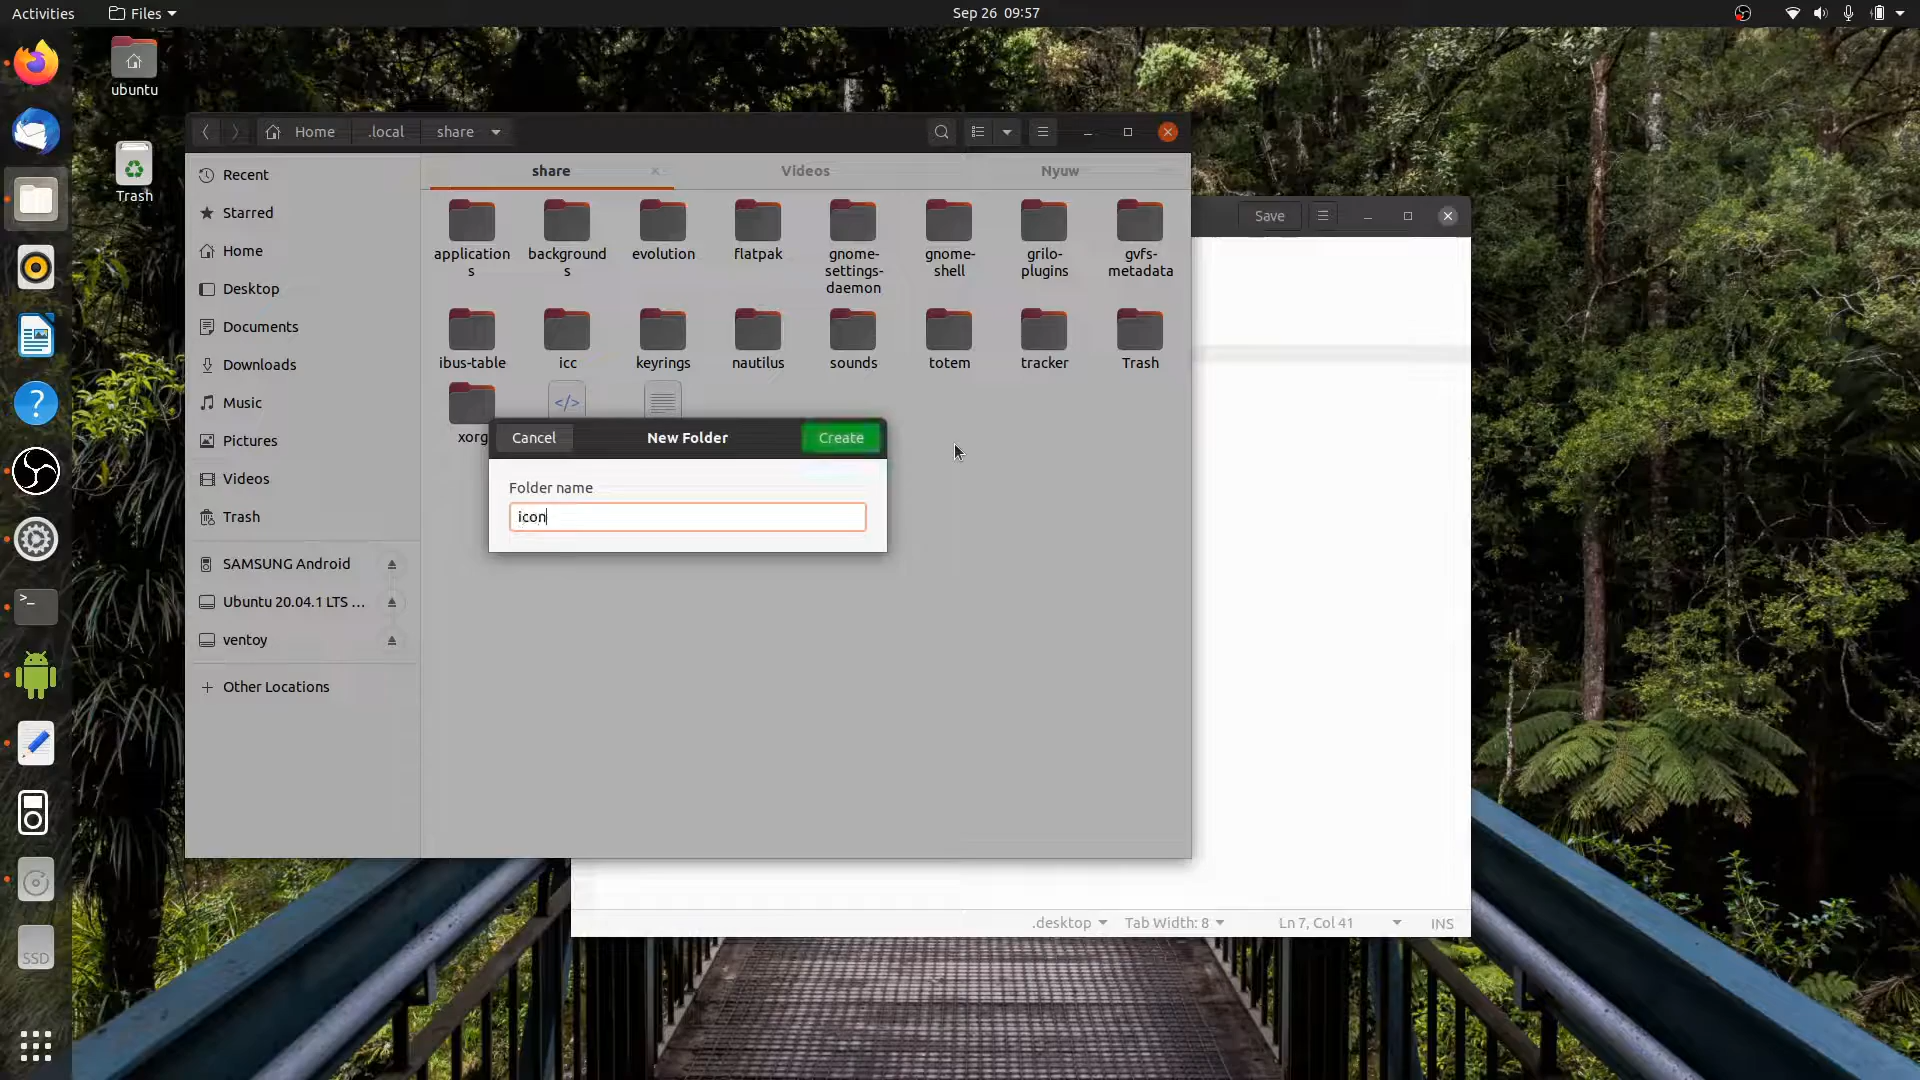 Activities
Files
Sep 26 09:57
ubuntu
Trash
Home
.local
share
Recent
Starred
Home
Desktop
Documents
Downloads
Music
Pictures
Videos
Trash
SAMSUNG Android
Ubuntu 20.04.1 LTS ...
ventoy
+ Other Locations
share
Videos
Nyuw
application
s
background
s
evolution
flatpak
gnome-
settings-
daemon
gnome-
shell
grilo-
plugins
gvfs-
metadata
ibus-table
icc
keyrings
nautilus
sounds
totem
tracker
Trash
xorg
</>
Cancel
New Folder
Create
Folder name
icon
Save
.desktop
Tab Width: 8
Ln 7, Col 41
INS
>_
?
SSD